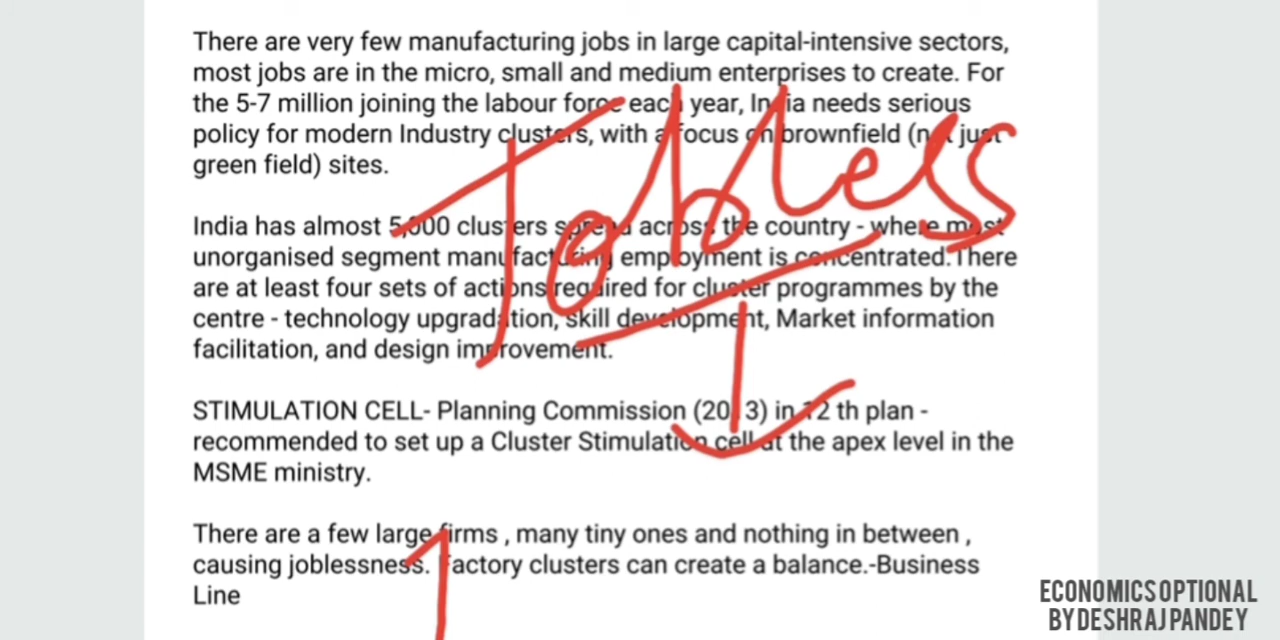 There are very few manufacturing jobs in large capital-intensive sectors,
most jobs are in the micro, small and medium enterprises to create. For
the 5-7 million joining the labour force each year, India needs serious
policy for modern Industry clusters, with a focus on brownfield (not just
green field) sites.
India has almost 5,000 clusters spread across the country - where most
unorganised segment manufacturing employment is concentrated.There
are at least four sets of actions required for cluster programmes by the
centre - technology upgradation, skill development, Market information
facilitation, and design improvement.
STIMULATION CELL- Planning Commission (2013) in 12 th plan -
recommended to set up a Cluster Stimulation cell at the apex level in the
MSME ministry.
There are a few large firms , many tiny ones and nothing in between ,
causing joblessness. Factory clusters can create a balance.-Business
Line
Jobless
ECONOMICS OPTIONAL
BY DESHRAJ PANDEY